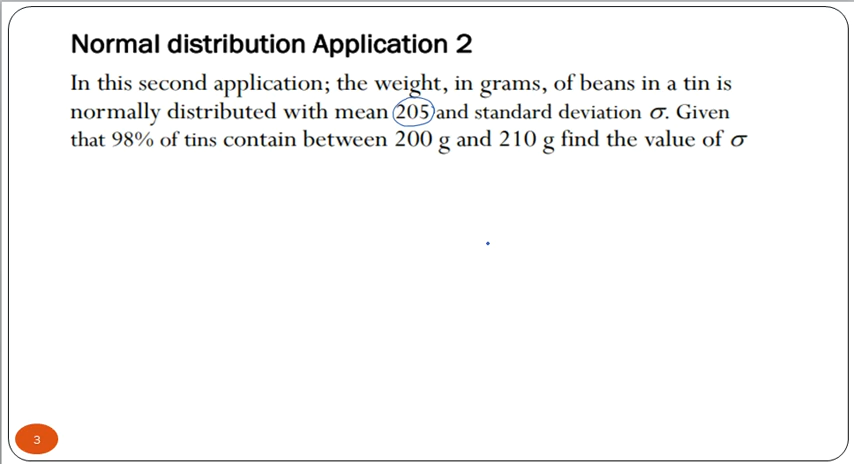 Normal distribution Application 2
In this second application; the weight, in grams, of beans in a tin is
normally distributed with mean 205 and standard deviation σ. Given
that 98% of tins contain between 200 g and 210 g find the value of σ
3